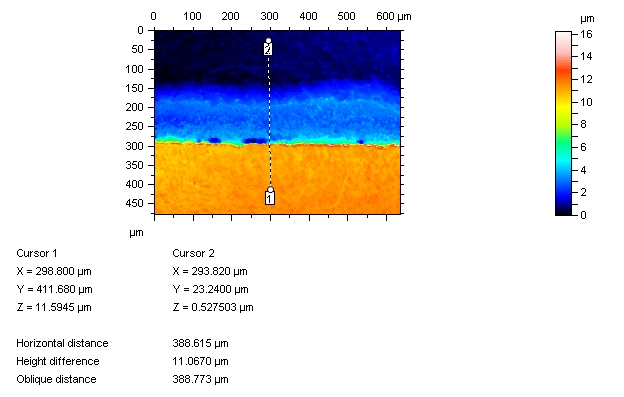 0 100 200 300 400 500 600 µm
0
50
100
150
200
250
300
350
400
450
µm
2
1
µm
16
14
12
10
8
6
4
2
0
Cursor 1 Cursor 2
X = 298.800 µm X = 293.820 µm
Y = 411.680 µm Y = 23.2400 µm
Z = 11.5945 µm Z = 0.527503 µm
Horizontal distance 388.615 µm
Height difference 11.0670 µm
Oblique distance 388.773 µm